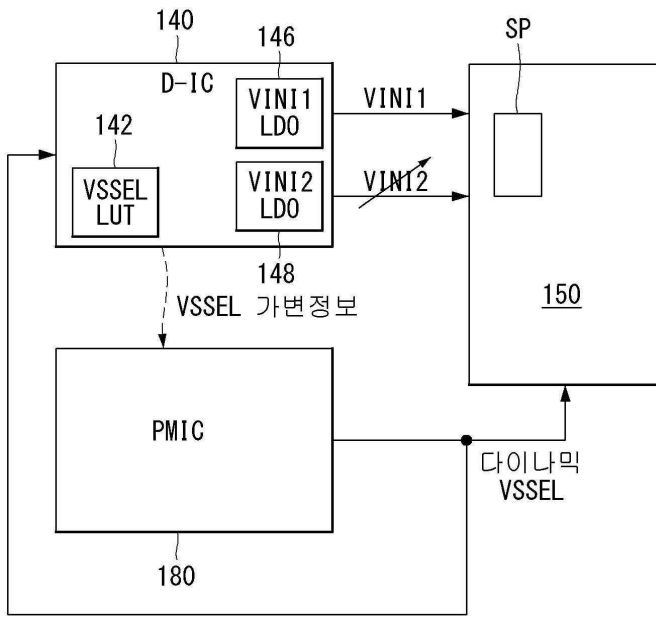 140
146
SP
D-IC
VINI1
LDO
VINI1
142
VSSEL
LUT
VINI2
LDO
VINI2
148
VSSEL 가변정보
150
PMIC
다이나믹
VSSEL
180